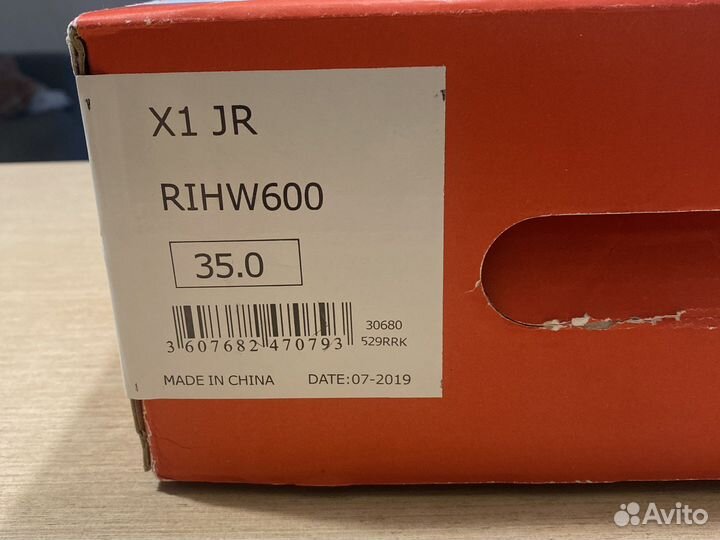 X1 JR
RIHW600
35.0
30680
3 607682 470793 529RRK
MADE IN CHINA DATE:07-2019
Avito